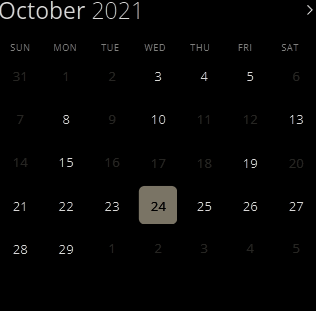 October 2021
SUN MON TUE WED THU FRI SAT
31 1 2 3 4 5 6
7 8 9 10 11 12 13
14 15 16 17 18 19 20
21 22 23 24 25 26 27
28 29 1 2 3 4 5